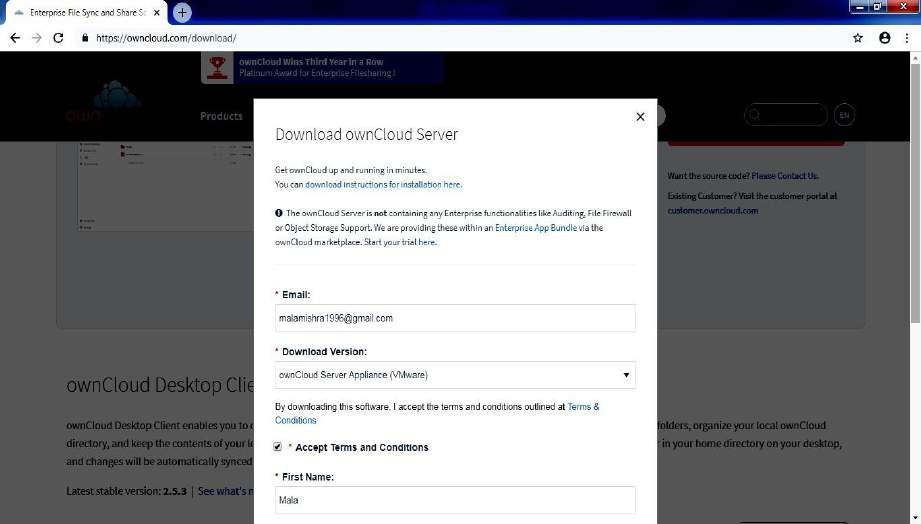 Enterprise File Sync and Share So
https://owncloud.com/download/
ownCloud Wins Third Year in a Row
Platinum Award for Enterprise Filesharing !
own
Products
EN
Download ownCloud Server
Get ownCloud up and running in minutes.
You can download instructions for installation here.
The ownCloud Server is not containing any Enterprise functionalities like Auditing, File Firewall
or Object Storage Support. We are providing these within an Enterprise App Bundle via the
ownCloud marketplace. Start your trial here.
Want the source code? Please Contact Us.
Existing Customer? Visit the customer portal at
customer.owncloud.com
* Email:
malamishra1996@gmail.com
* Download Version:
ownCloud Server Appliance (VMware)
By downloading this software, I accept the terms and conditions outlined at Terms &
Conditions
* Accept Terms and Conditions
* First Name:
Mala
ownCloud Desktop Clie
ownCloud Desktop Client enables you to c folders, organize your local ownCloud
directory, and keep the contents of your lo r in your home directory on your desktop,
and changes will be automatically synced
Latest stable version: 2.5.3 | See what's n